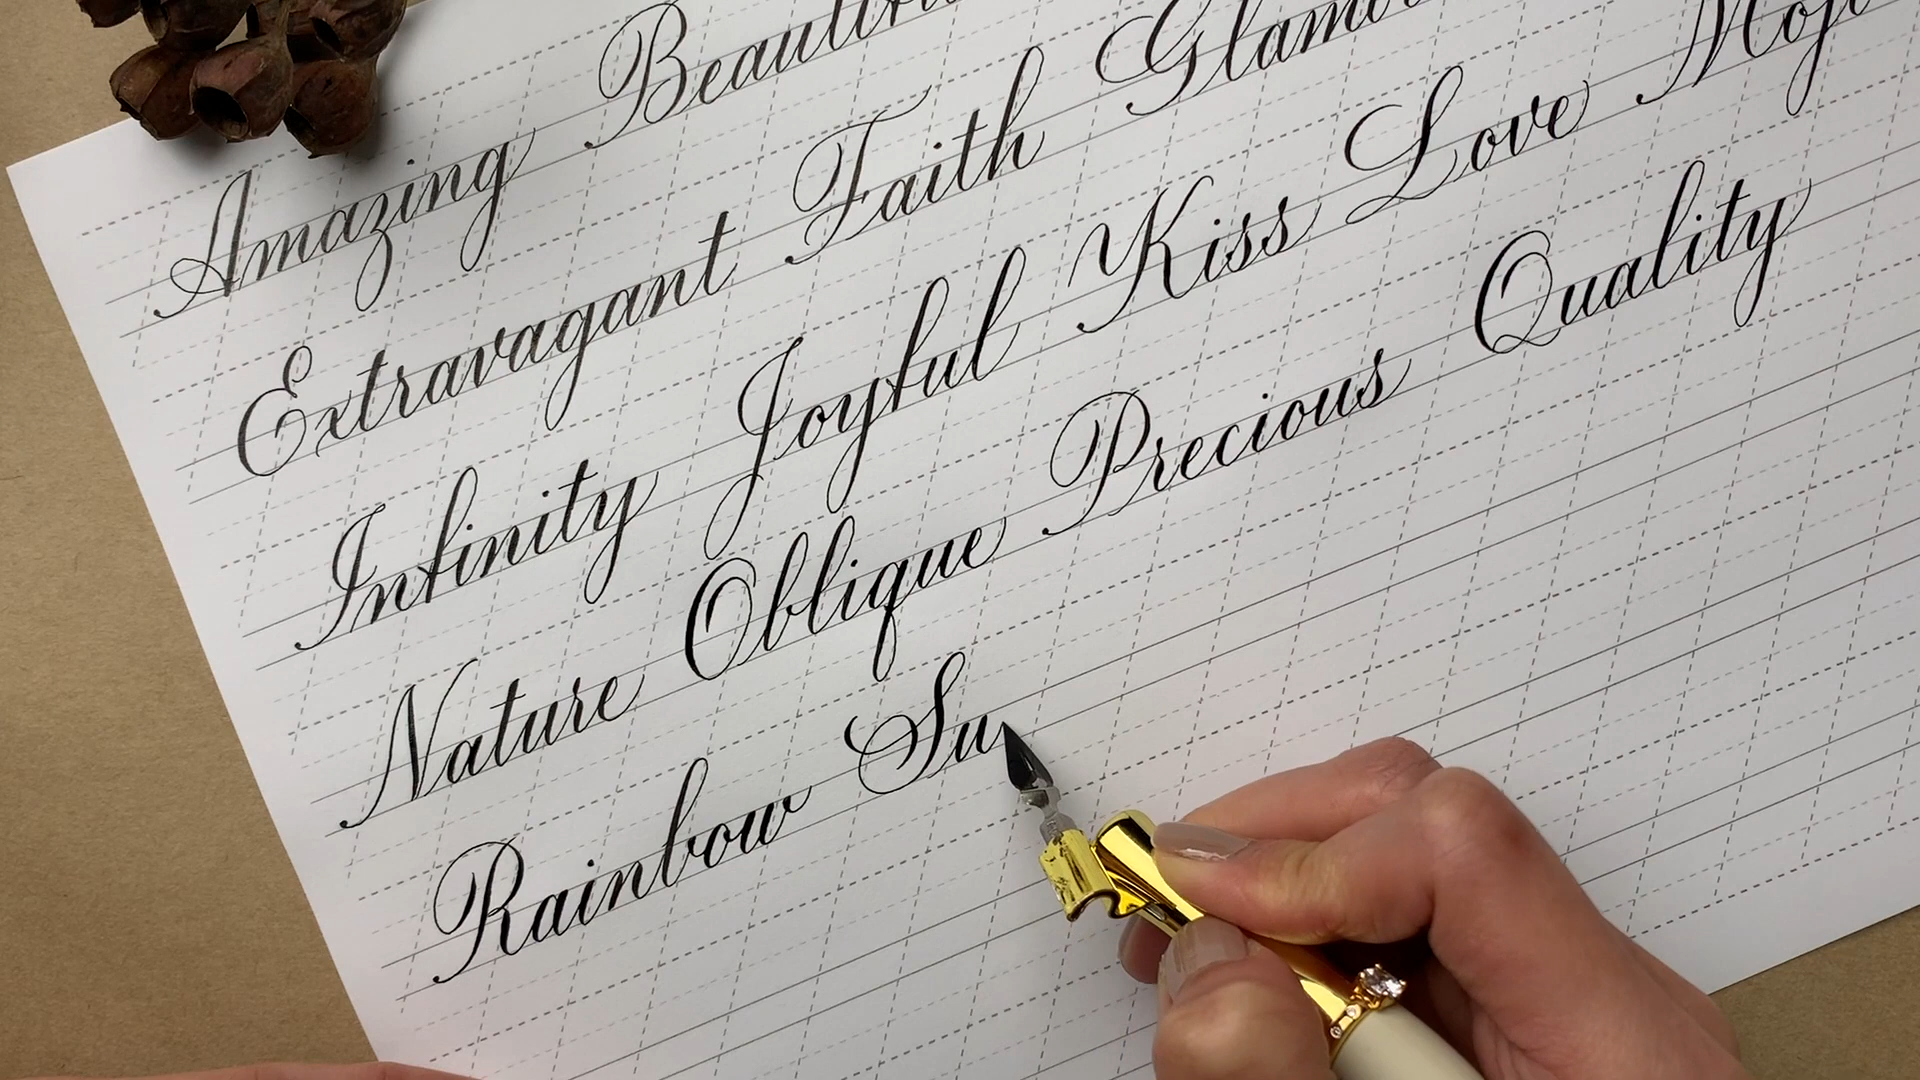 Amazing
Extravagant Faith
Infinity Joyful Kiss Love
Nature Oblique Precious Quality
Rainbow Su